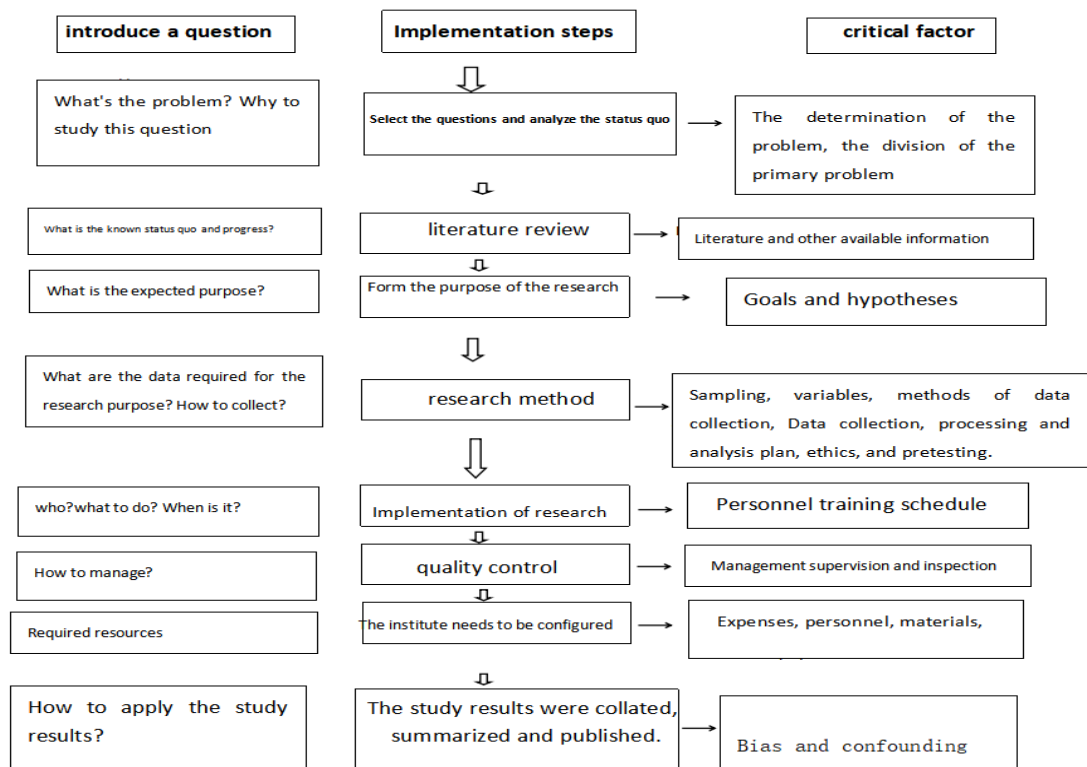 introduce a question
Implementation steps
critical factor
What's the problem? Why to
study this question
Select the questions and analyze the status quo
The determination of the
problem, the division of the
primary problem
What is the known status quo and progress?
literature review
Literature and other available information
What is the expected purpose?
Form the purpose of the research
Goals and hypotheses
What are the data required for the
research purpose? How to collect?
research method
Sampling, variables, methods of data
collection, Data collection, processing and
analysis plan, ethics, and pretesting.
who?what to do? When is it?
Implementation of research
Personnel training schedule
How to manage?
quality control
Management supervision and inspection
Required resources
The institute needs to be configured
Expenses, personnel, materials,
How to apply the study
results?
The study results were collated,
summarized and published.
Bias and confounding